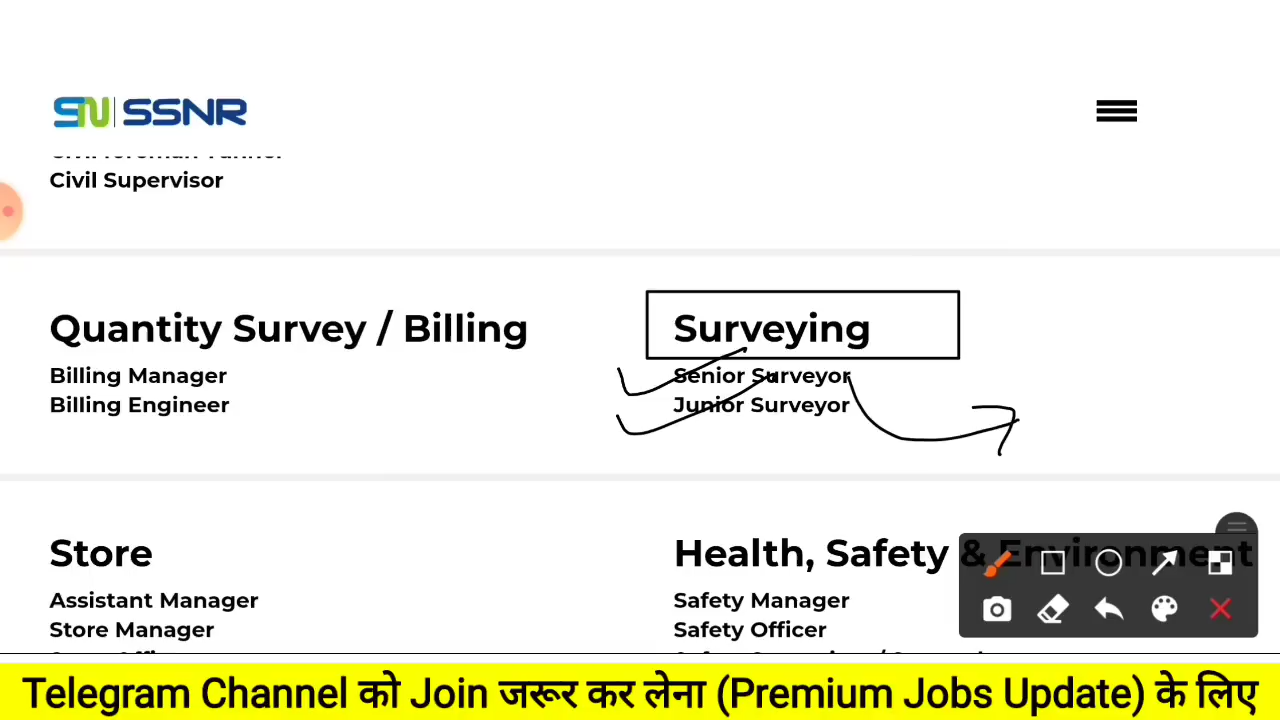 SSNR
Civil Supervisor
Quantity Survey / Billing
Billing Manager
Billing Engineer
Surveying
Senior Surveyor
Junior Surveyor
Store
Assistant Manager
Store Manager
Health, Safety & Environment
Safety Manager
Safety Officer
Telegram Channel को Join जरूर कर लेना (Premium Jobs Update) के लिए